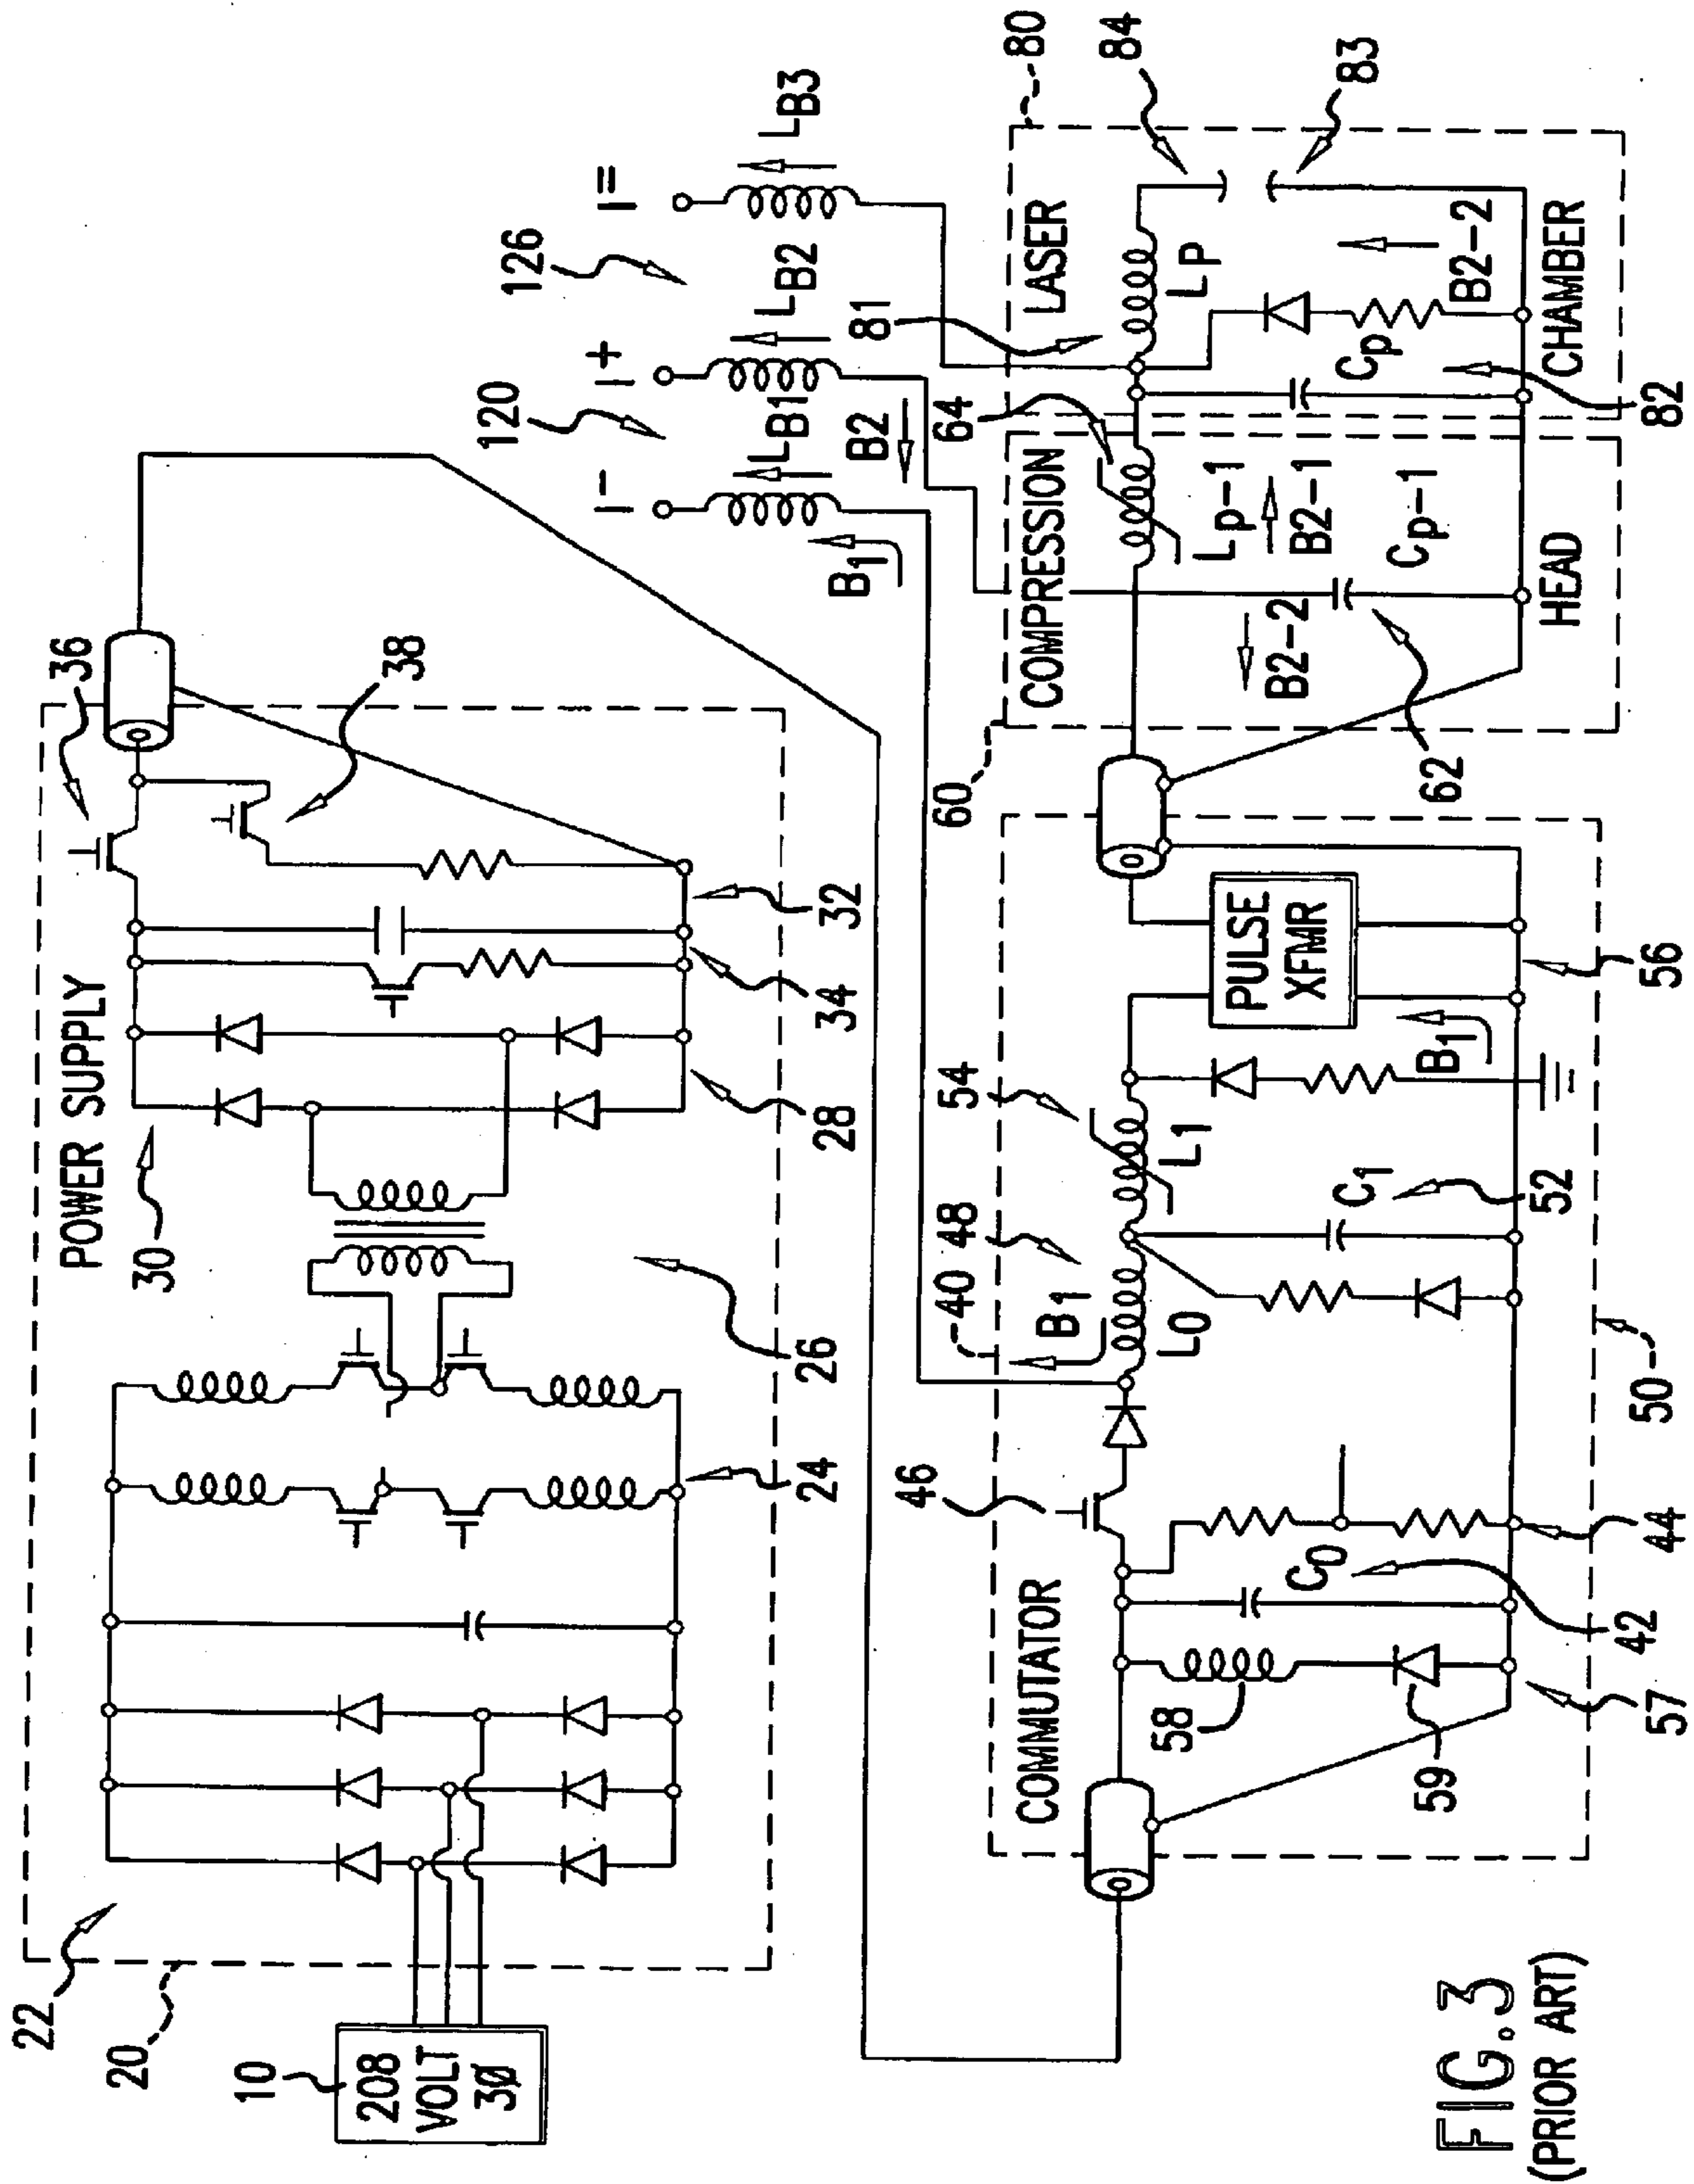 POWER SUPPLY
22
20
10
208
VOLT
3Ø
30
24
26
28
34
32
36
38
120
126
I-
I+
I=
LB1
LB2
LB3
B1
B2
COMMUTATOR
40
46
48
B1
L0
54
L1
C0
C1
58
59
57
42
44
52
50
B1
PULSE
XFMR
56
60
COMPRESSION
HEAD
64
Lp-1
B2-1
B2-2
Cp-1
62
80
LASER
CHAMBER
81
LP
84
83
Cp
B2-2
82
FIG.3
(PRIOR ART)